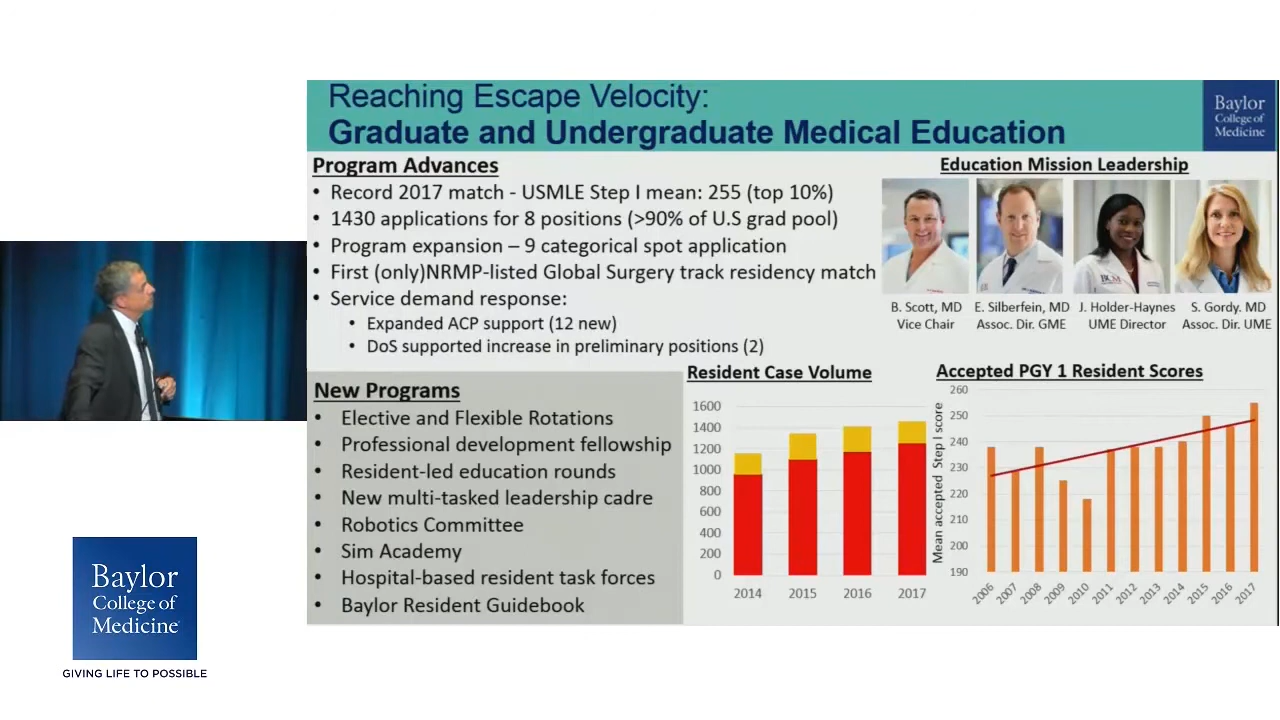 Reaching Escape Velocity:
Graduate and Undergraduate Medical Education
Baylor
College of
Medicine
Program Advances
• Record 2017 match - USMLE Step I mean: 255 (top 10%)
• 1430 applications for 8 positions (>90% of U.S grad pool)
• Program expansion – 9 categorical spot application
• First (only)NRMP-listed Global Surgery track residency match
• Service demand response:
• Expanded ACP support (12 new)
• DoS supported increase in preliminary positions (2)
Education Mission Leadership
B. Scott, MD
Vice Chair
E. Silberfein, MD
Assoc. Dir. GME
J. Holder-Haynes
UME Director
S. Gordy. MD
Assoc. Dir. UME
New Programs
• Elective and Flexible Rotations
• Professional development fellowship
• Resident-led education rounds
• New multi-tasked leadership cadre
• Robotics Committee
• Sim Academy
• Hospital-based resident task forces
• Baylor Resident Guidebook
Resident Case Volume
1600
1400
1200
1000
800
600
400
200
0
2014 2015 2016 2017
Accepted PGY 1 Resident Scores
Mean accepted Step I score
260
250
240
230
220
210
200
190
2006 2007 2008 2009 2010 2011 2012 2013 2014 2015 2016 2017
Baylor
College of
Medicine
GIVING LIFE TO POSSIBLE